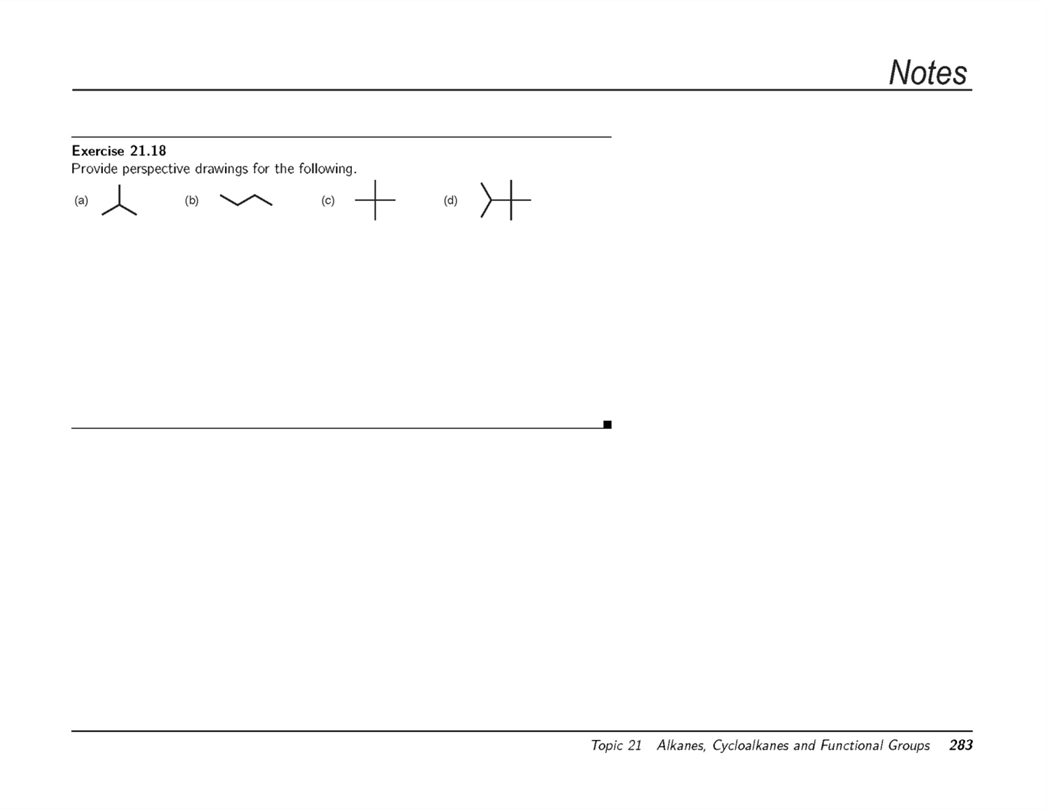 Notes
Exercise 21.18
Provide perspective drawings for the following.
(a) (b) (c) (d)
Topic 21 Alkanes, Cycloalkanes and Functional Groups 283